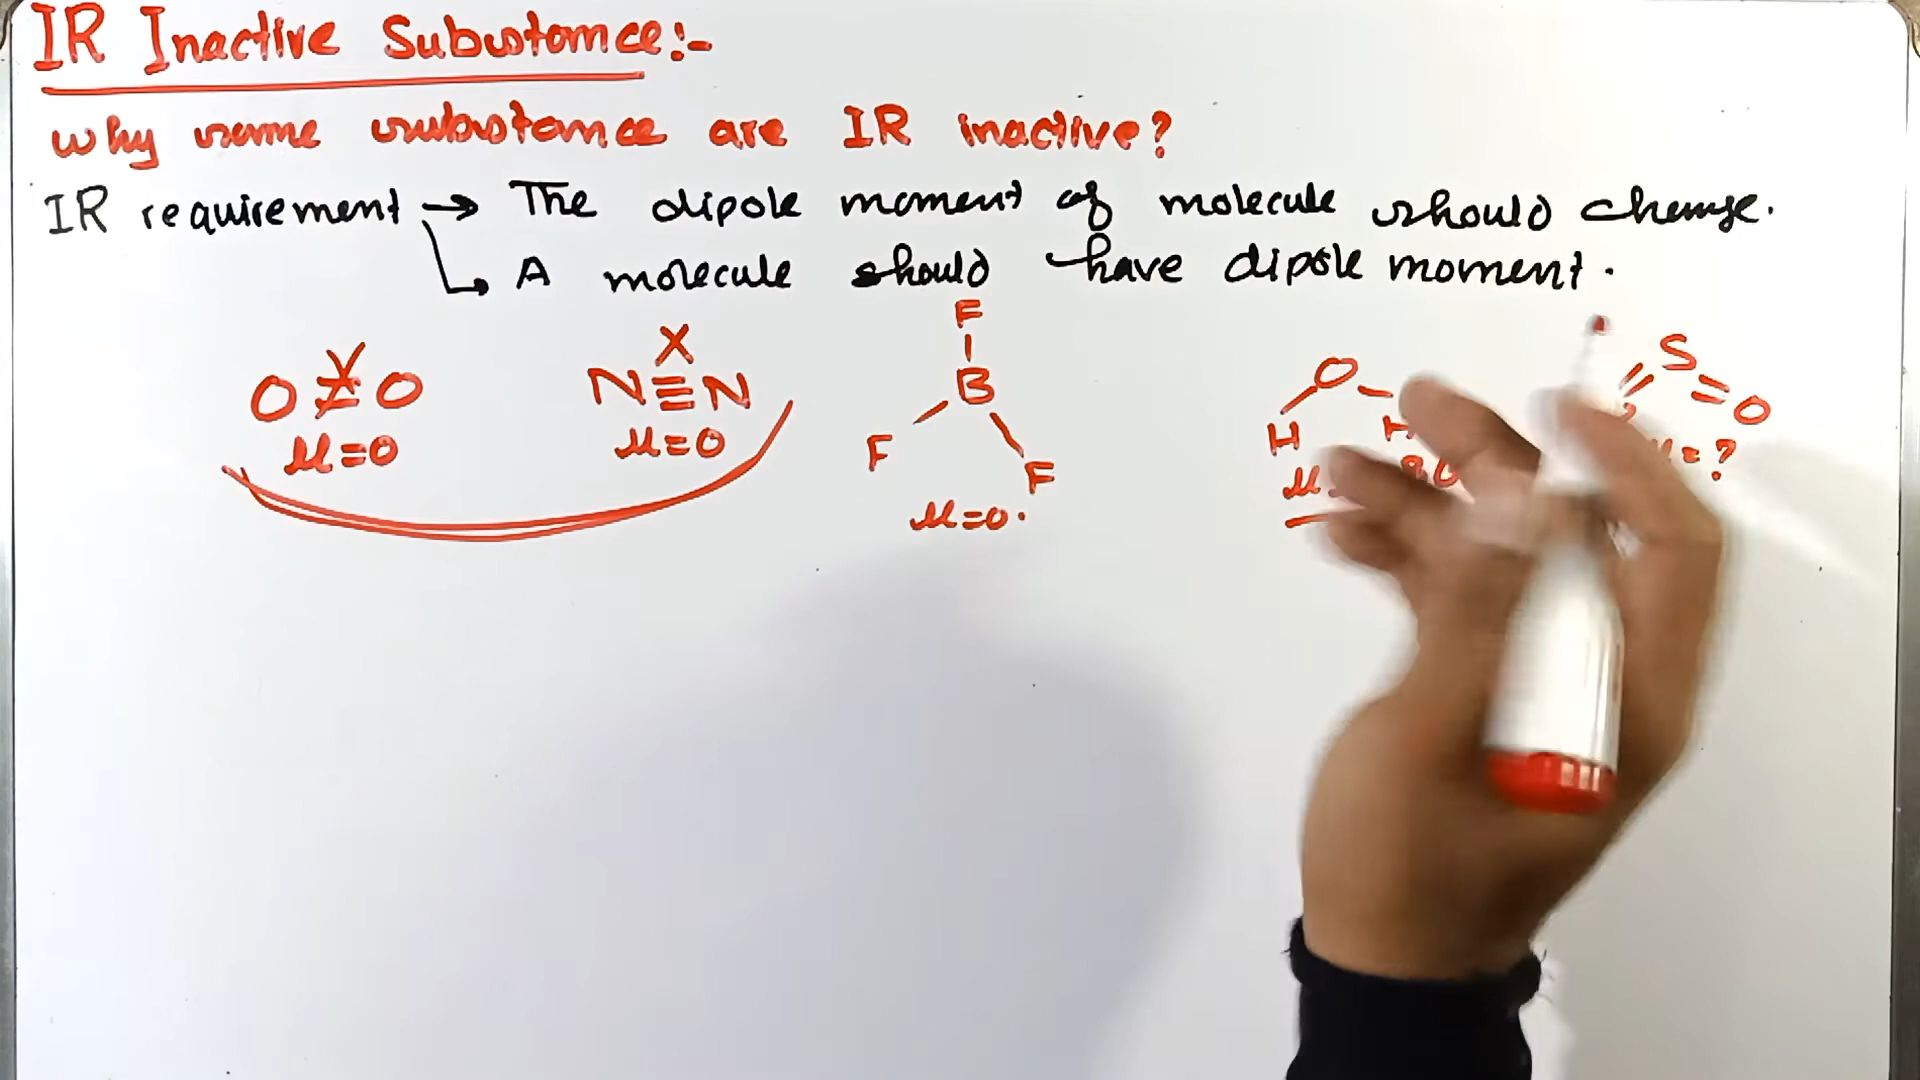 IR Inactive Substance:-
why some substance are IR inactive?
IR requirement → The dipole moment of molecule should change.
↳ A molecule should have dipole moment.
F
O = O
X
N≡N
B
O
H
S
O
μ=0
μ=0
F
F
H
μ=?
μ=0.